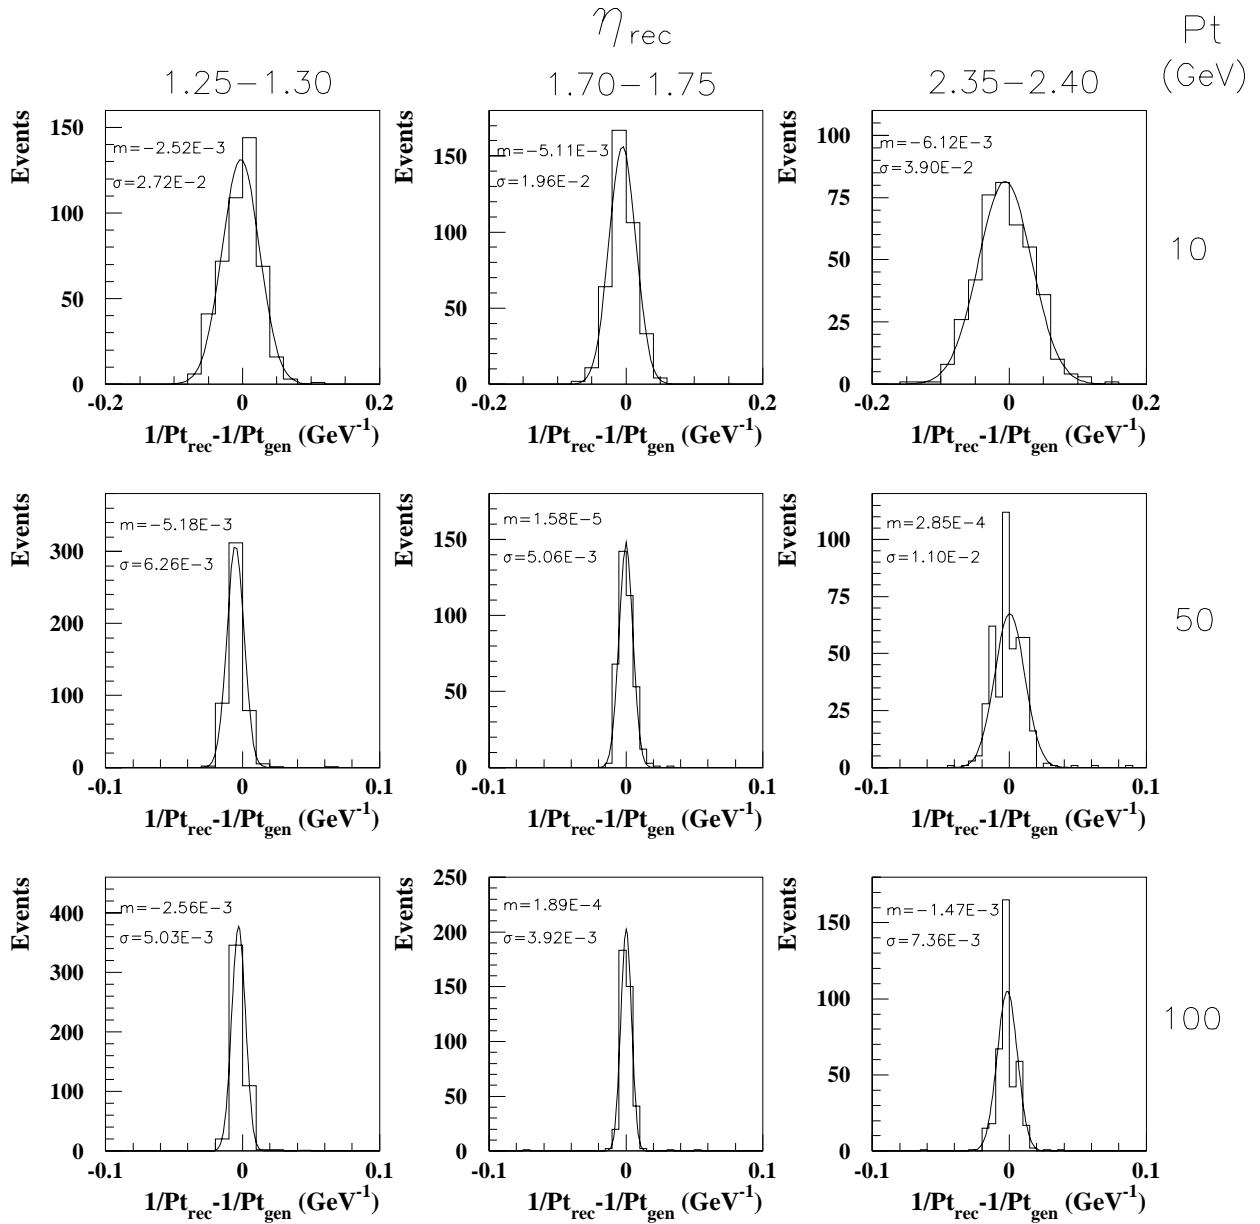 η rec
Pt
(GeV)
1.25−1.30
1.70−1.75
2.35−2.40
Events
150
100
50
0
m=−2.52E−3
σ=2.72E−2
-0.2
0
0.2
1/Pt rec-1/Pt gen (GeV-1)
Events
150
100
50
0
m=−5.11E−3
σ=1.96E−2
-0.2
0
0.2
1/Pt rec-1/Pt gen (GeV-1)
Events
100
75
50
25
0
m=−6.12E−3
σ=3.90E−2
-0.2
0
0.2
1/Pt rec-1/Pt gen (GeV-1)
10
Events
300
200
100
0
m=−5.18E−3
σ=6.26E−3
-0.1
0
0.1
1/Pt rec-1/Pt gen (GeV-1)
Events
150
100
50
0
m=1.58E−5
σ=5.06E−3
-0.1
0
0.1
1/Pt rec-1/Pt gen (GeV-1)
Events
100
75
50
25
0
m=2.85E−4
σ=1.10E−2
-0.1
0
0.1
1/Pt rec-1/Pt gen (GeV-1)
50
Events
400
300
200
100
0
m=−2.56E−3
σ=5.03E−3
-0.1
0
0.1
1/Pt rec-1/Pt gen (GeV-1)
Events
250
200
150
100
50
0
m=1.89E−4
σ=3.92E−3
-0.1
0
0.1
1/Pt rec-1/Pt gen (GeV-1)
Events
150
100
50
0
m=−1.47E−3
σ=7.36E−3
-0.1
0
0.1
1/Pt rec-1/Pt gen (GeV-1)
100